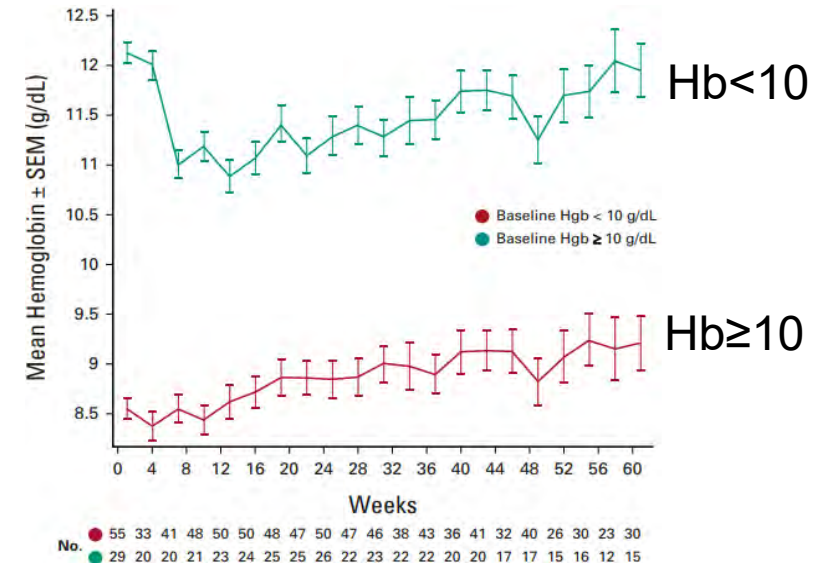 Mean Hemoglobin ± SEM (g/dL)
12.5
12
11.5
11
10.5
10
9.5
9
8.5
Hb<10
Baseline Hgb < 10 g/dL
Baseline Hgb ≥ 10 g/dL
Hb≥10
0 4 8 12 16 20 24 28 32 36 40 44 48 52 56 60
Weeks
No.
55 33 41 48 50 50 48 47 50 47 46 38 43 36 41 32 40 26 30 23 30
29 20 20 21 23 24 25 25 26 22 23 22 22 20 20 17 17 15 16 12 15